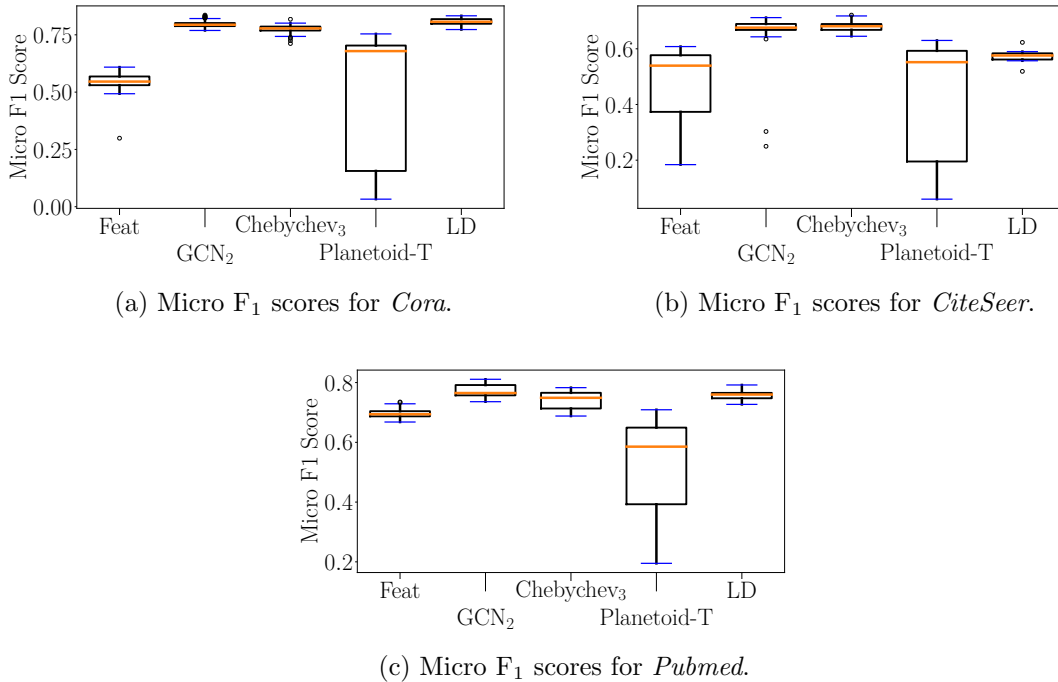 Micro F1 Score
0.75
0.50
0.25
0.00
Feat
GCN₂
Chebychev₃
Planetoid-T
LD
(a) Micro F₁ scores for Cora.
Micro F1 Score
0.6
0.4
0.2
Feat
GCN₂
Chebychev₃
Planetoid-T
LD
(b) Micro F₁ scores for CiteSeer.
Micro F1 Score
0.8
0.6
0.4
0.2
Feat
GCN₂
Chebychev₃
Planetoid-T
LD
(c) Micro F₁ scores for Pubmed.